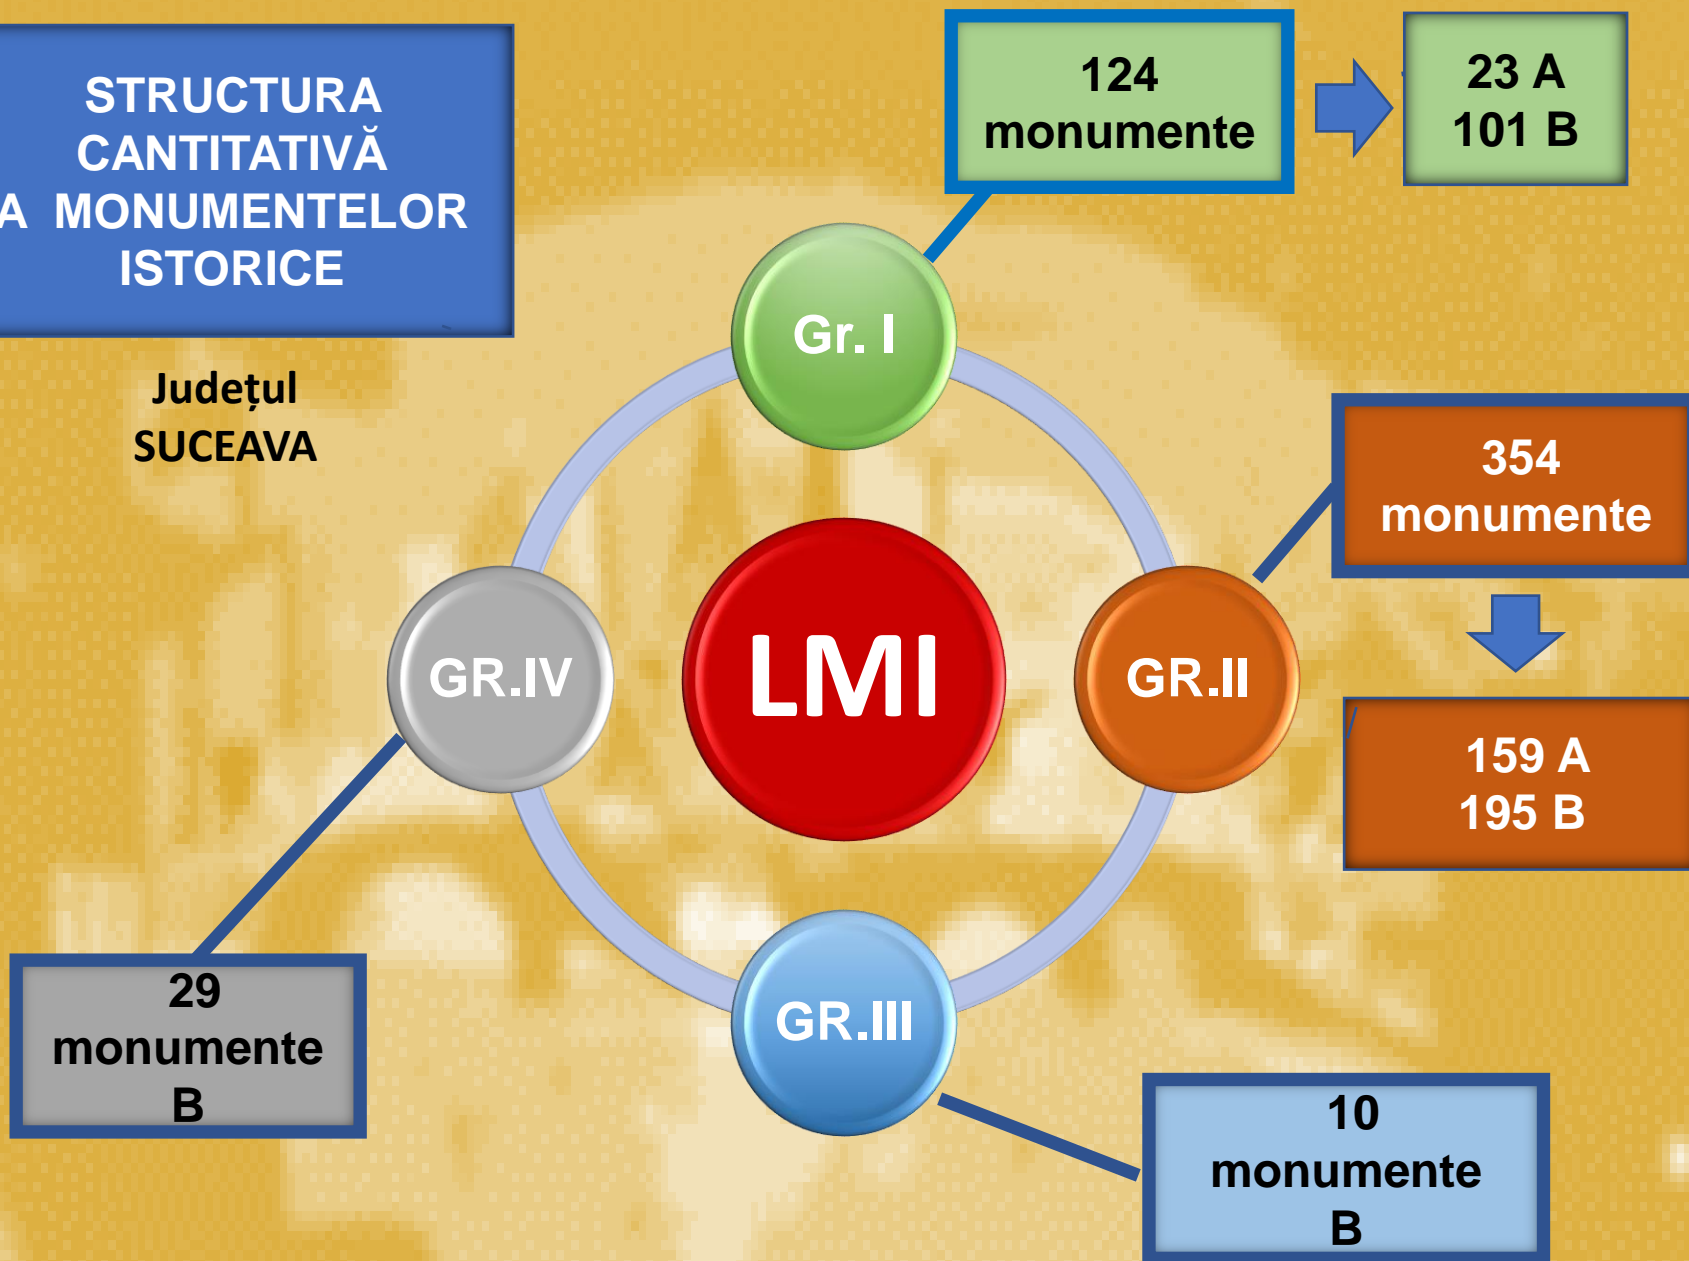 STRUCTURA
CANTITATIVĂ
A MONUMENTELOR
ISTORICE
Județul
SUCEAVA
124
monumente
23 A
101 B
Gr. I
354
monumente
GR.IV
LMI
GR.II
159 A
195 B
29
monumente
B
GR.III
10
monumente
B